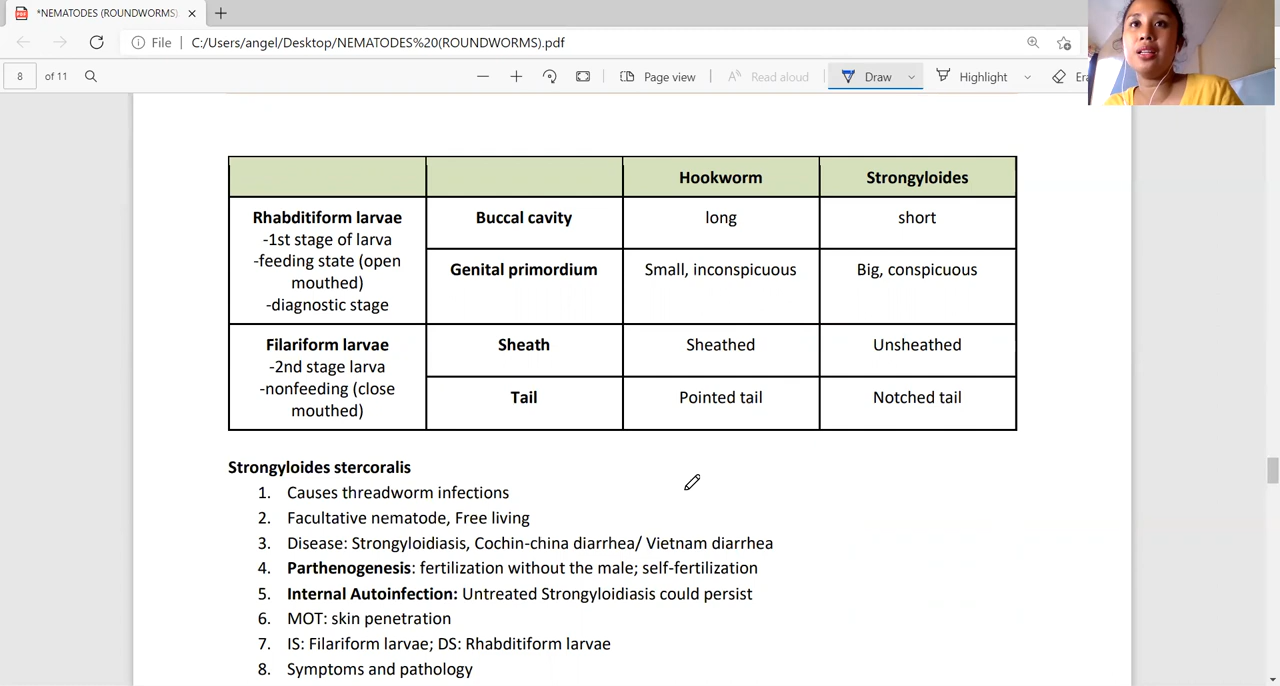 *NEMATODES (ROUNDWORMS)
File
C:/Users/angel/Desktop/NEMATODES%20(ROUNDWORMS).pdf
8 of 11
Page view
Read aloud
Draw
Highlight
Era
Hookworm Strongyloides
Rhabditiform larvae
-1st stage of larva
-feeding state (open
mouthed)
-diagnostic stage
Buccal cavity long short
Genital primordium Small, inconspicuous Big, conspicuous
Filariform larvae
-2nd stage larva
-nonfeeding (close
mouthed)
Sheath Sheathed Unsheathed
Tail Pointed tail Notched tail
Strongyloides stercoralis
1. Causes threadworm infections
2. Facultative nematode, Free living
3. Disease: Strongyloidiasis, Cochin-china diarrhea/ Vietnam diarrhea
4. Parthenogenesis: fertilization without the male; self-fertilization
5. Internal Autoinfection: Untreated Strongyloidiasis could persist
6. MOT: skin penetration
7. IS: Filariform larvae; DS: Rhabditiform larvae
8. Symptoms and pathology